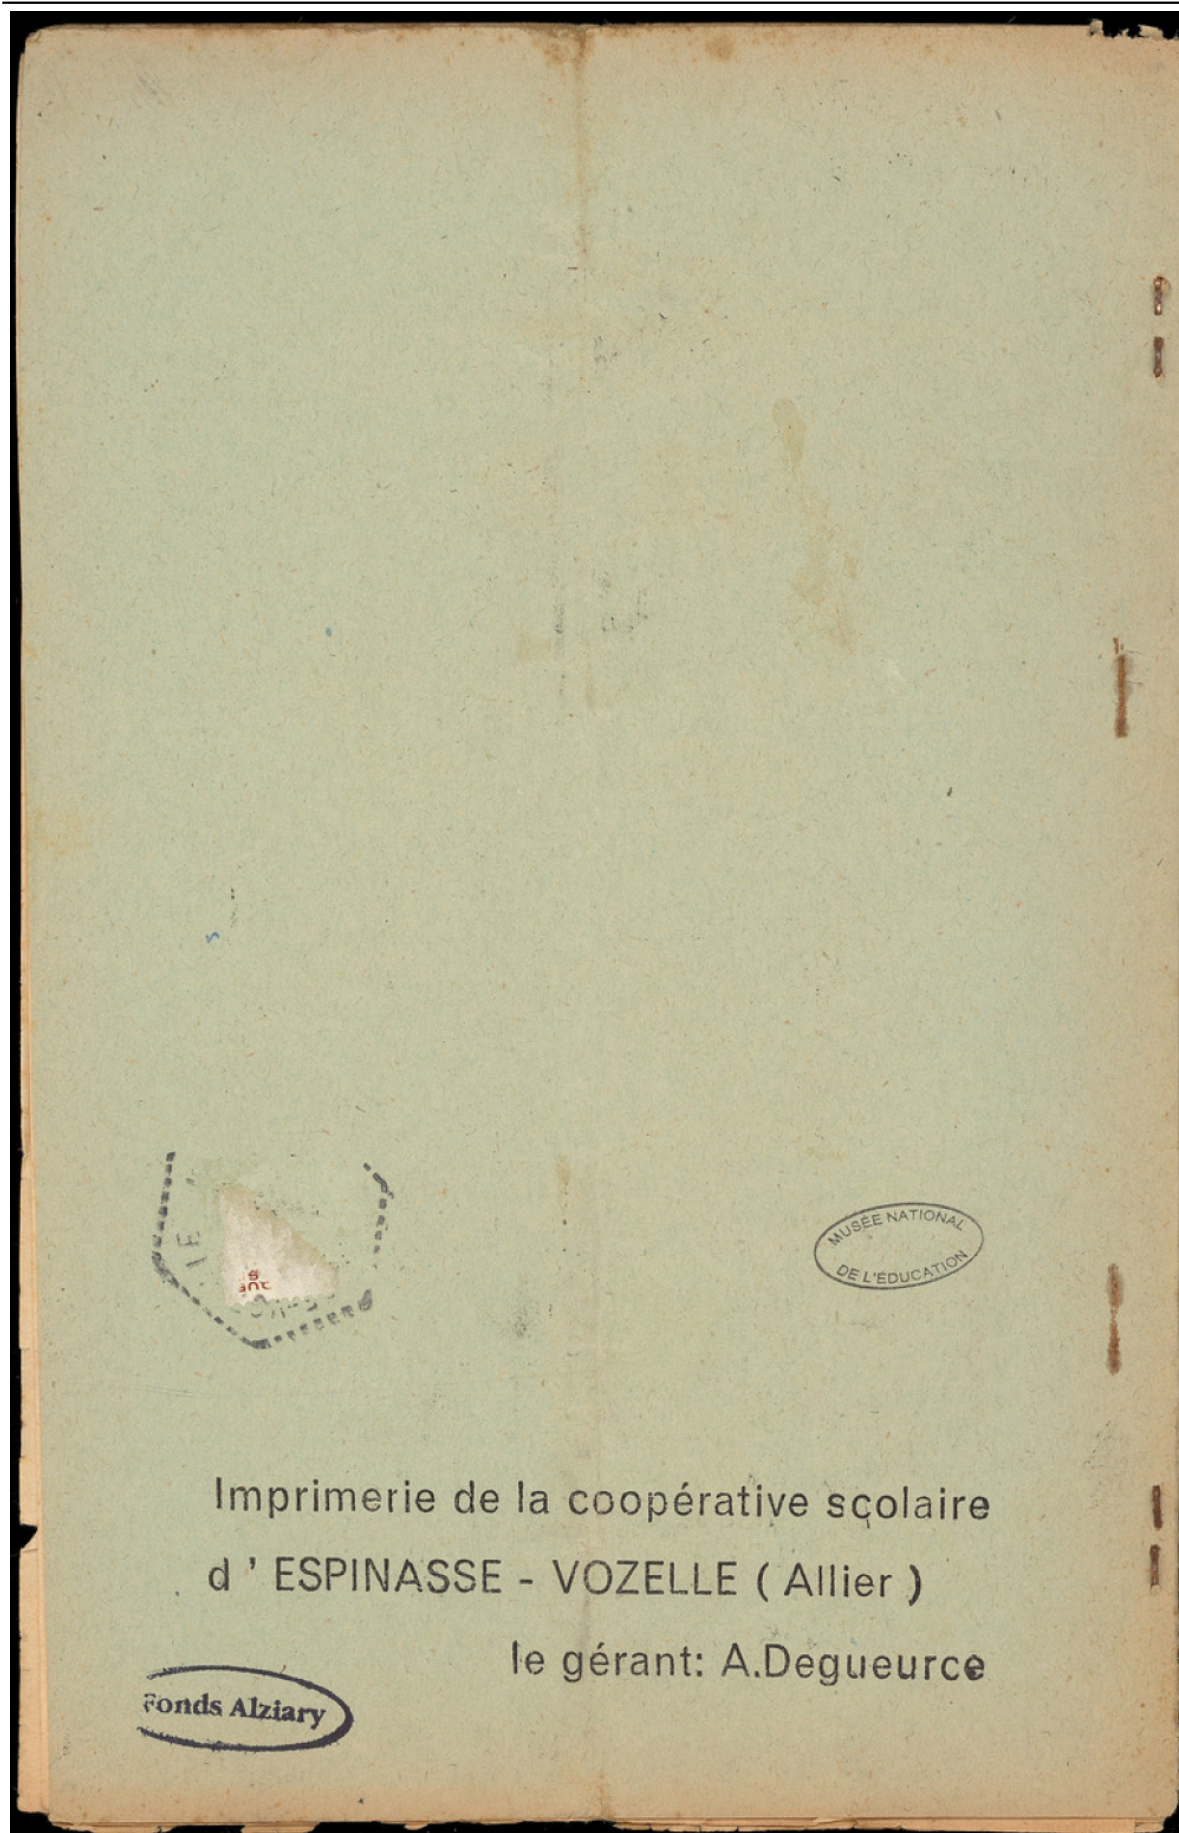 MUSÉE NATIONAL
DE L'ÉDUCATION
Imprimerie de la coopérative scolaire
d ' ESPINASSE - VOZELLE ( Allier )
le gérant: A.Degueurce
Fonds Alziary